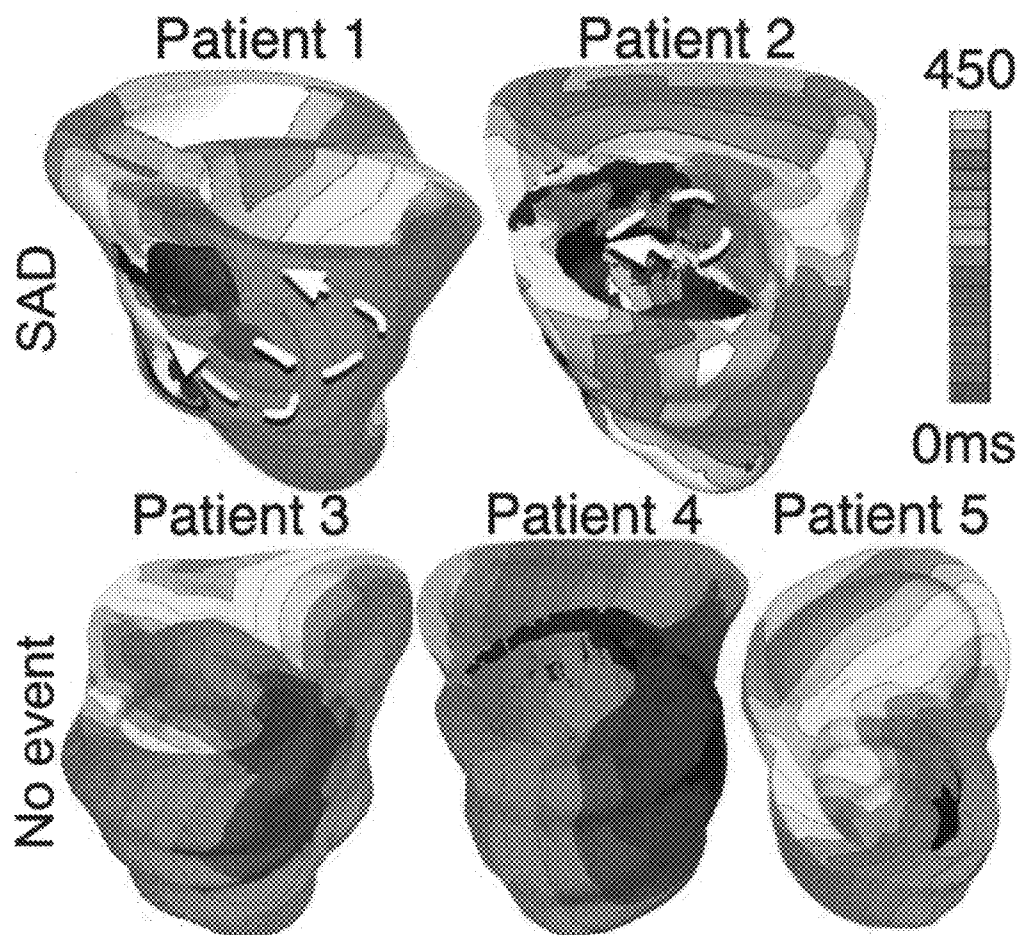 Patient 1
Patient 2
450
SAD
0ms
Patient 3
Patient 4
Patient 5
No event